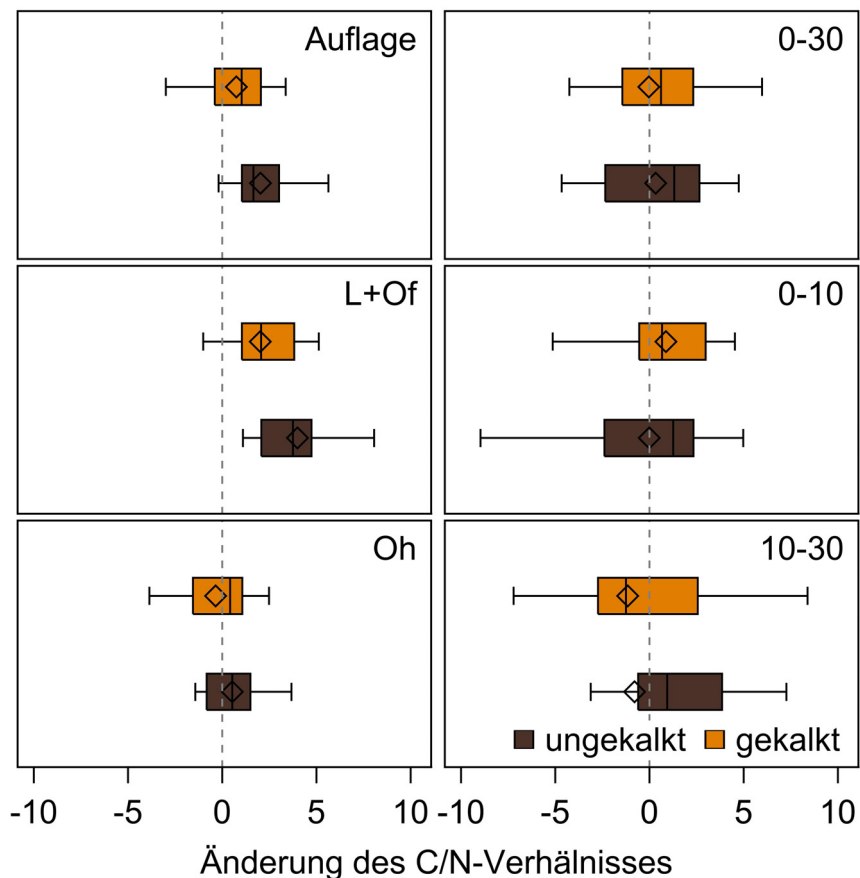 Auflage
0-30
L+Of
0-10
Oh
10-30
ungekalkt gekalkt
-10 -5 0 5 10 -10 -5 0 5 10
Änderung des C/N-Verhälnisses